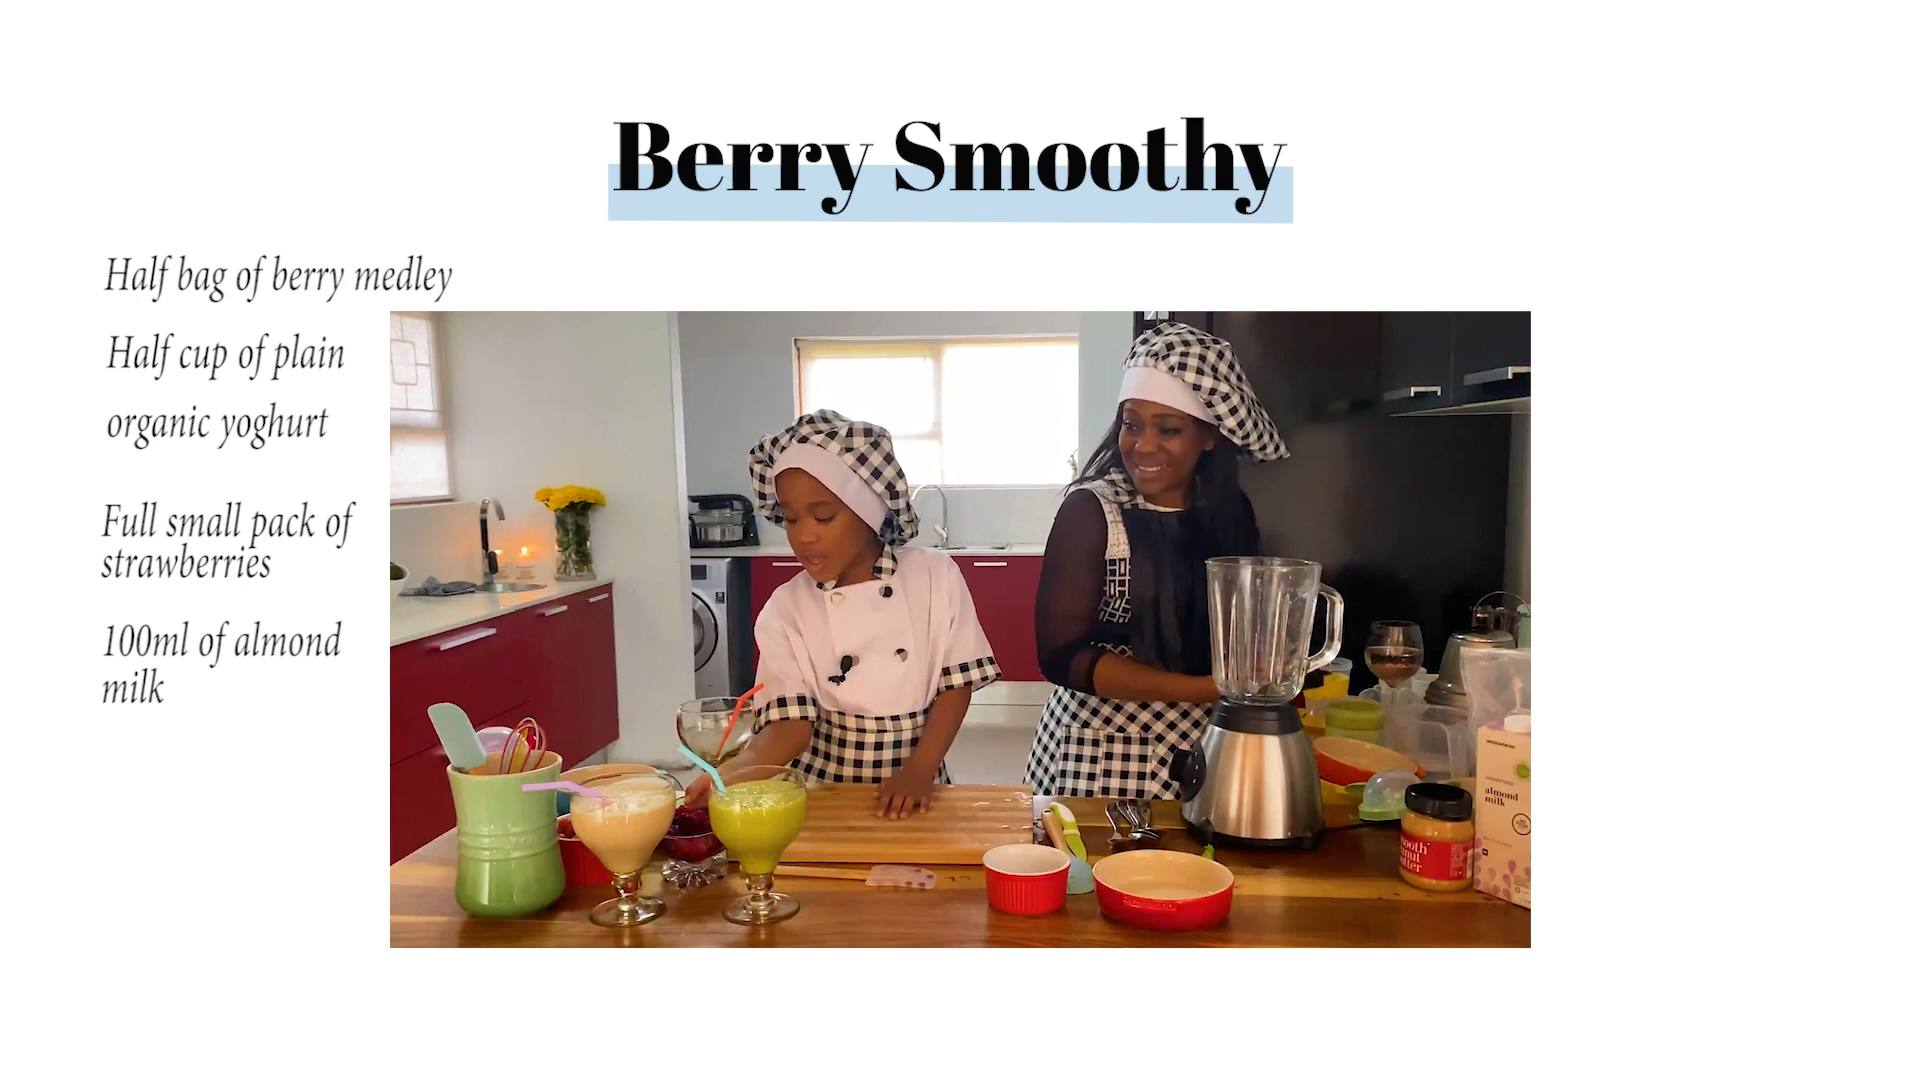 Berry Smoothy
Half bag of berry medley
Half cup of plain
organic yoghurt
Full small pack of
strawberries
100ml of almond
milk
almond
milk